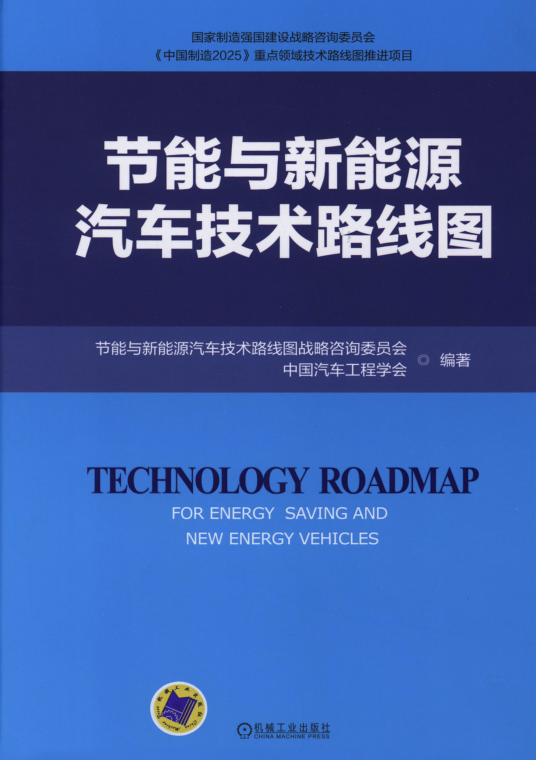 国家制造强国建设战略咨询委员会
《中国制造2025》重点领域技术路线图推进项目
节能与新能源
汽车技术路线图
节能与新能源汽车技术路线图战略咨询委员会
中国汽车工程学会
编著
TECHNOLOGY ROADMAP
FOR ENERGY SAVING AND
NEW ENERGY VEHICLES
机械工业出版社
CHINA MACHINE PRESS